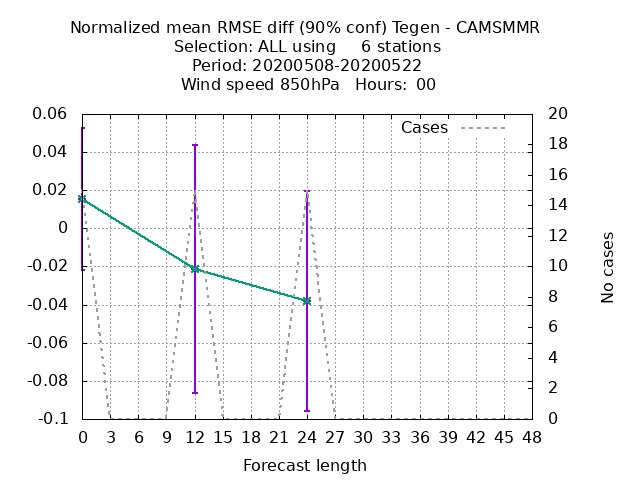 Normalized mean RMSE diff (90% conf) Tegen - CAMSMMR
Selection: ALL using     6 stations
Period: 20200508-20200522
Wind speed 850hPa   Hours: 00
Cases
0.06
0.04
0.02
0
-0.02
-0.04
-0.06
-0.08
-0.1
20
18
16
14
12
10
8
6
4
2
0
No cases
0 3 6 9 12 15 18 21 24 27 30 33 36 39 42 45 48
Forecast length